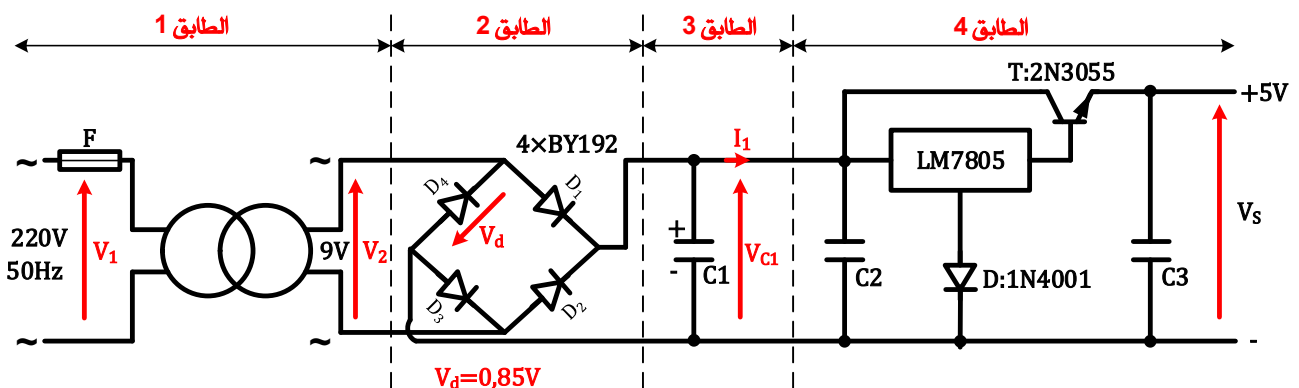 الطابق 1
الطابق 2
الطابق 3
الطابق 4
T:2N3055
+5V
F
4×BY192
I1
LM7805
~
~
D4
D1
220V
50Hz
V1
9V
V2
Vd
+
-
C1
VC1
C2
D:1N4001
C3
VS
D3
D2
~
~
-
Vd=0,85V